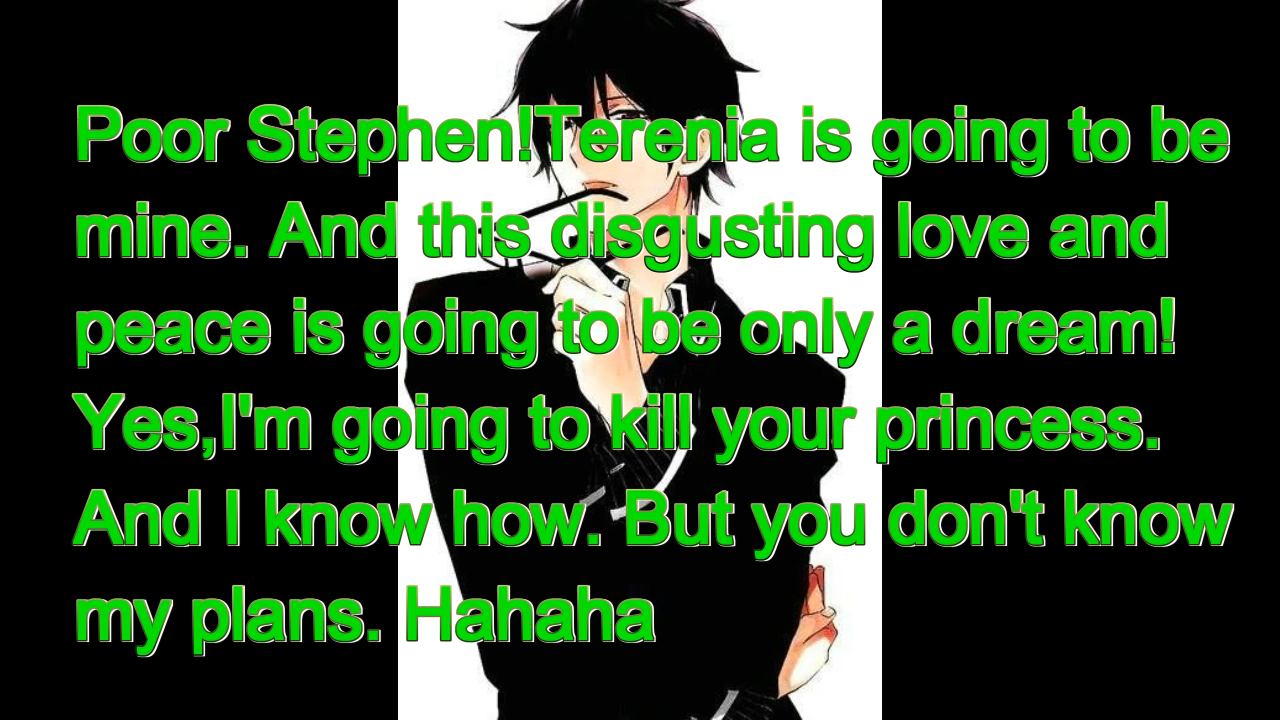 Poor Stephen!Terenia is going to be
mine. And this disgusting love and
peace is going to be only a dream!
Yes,I'm going to kill your princess.
And I know how. But you don't know
my plans. Hahaha